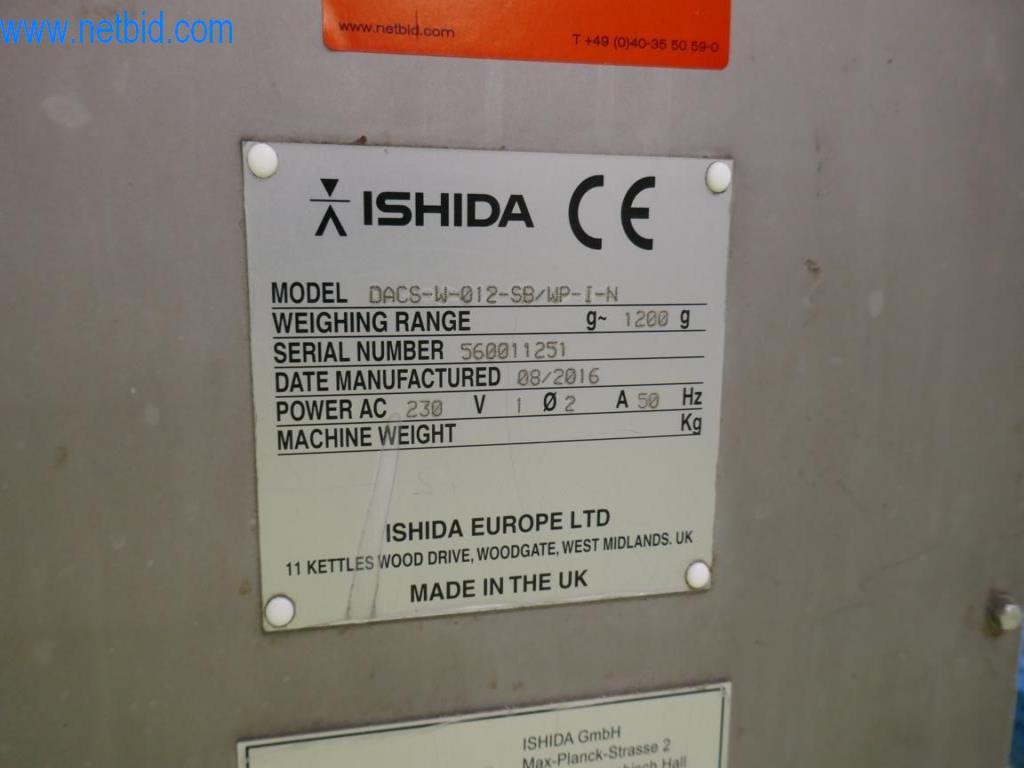 www.netbid.com
www.netbid.com T +49 (0)40-35 50 59-0
ISHIDA CE
MODEL DACS-W-012-SB/WP-I-N
WEIGHING RANGE g~ 1200 g
SERIAL NUMBER 560011251
DATE MANUFACTURED 08/2016
POWER AC 230 V 1 Ø 2 A 50 Hz
MACHINE WEIGHT Kg
ISHIDA EUROPE LTD
11 KETTLES WOOD DRIVE, WOODGATE, WEST MIDLANDS. UK
MADE IN THE UK
ISHIDA GmbH
Max-Planck-Strasse 2
Hall